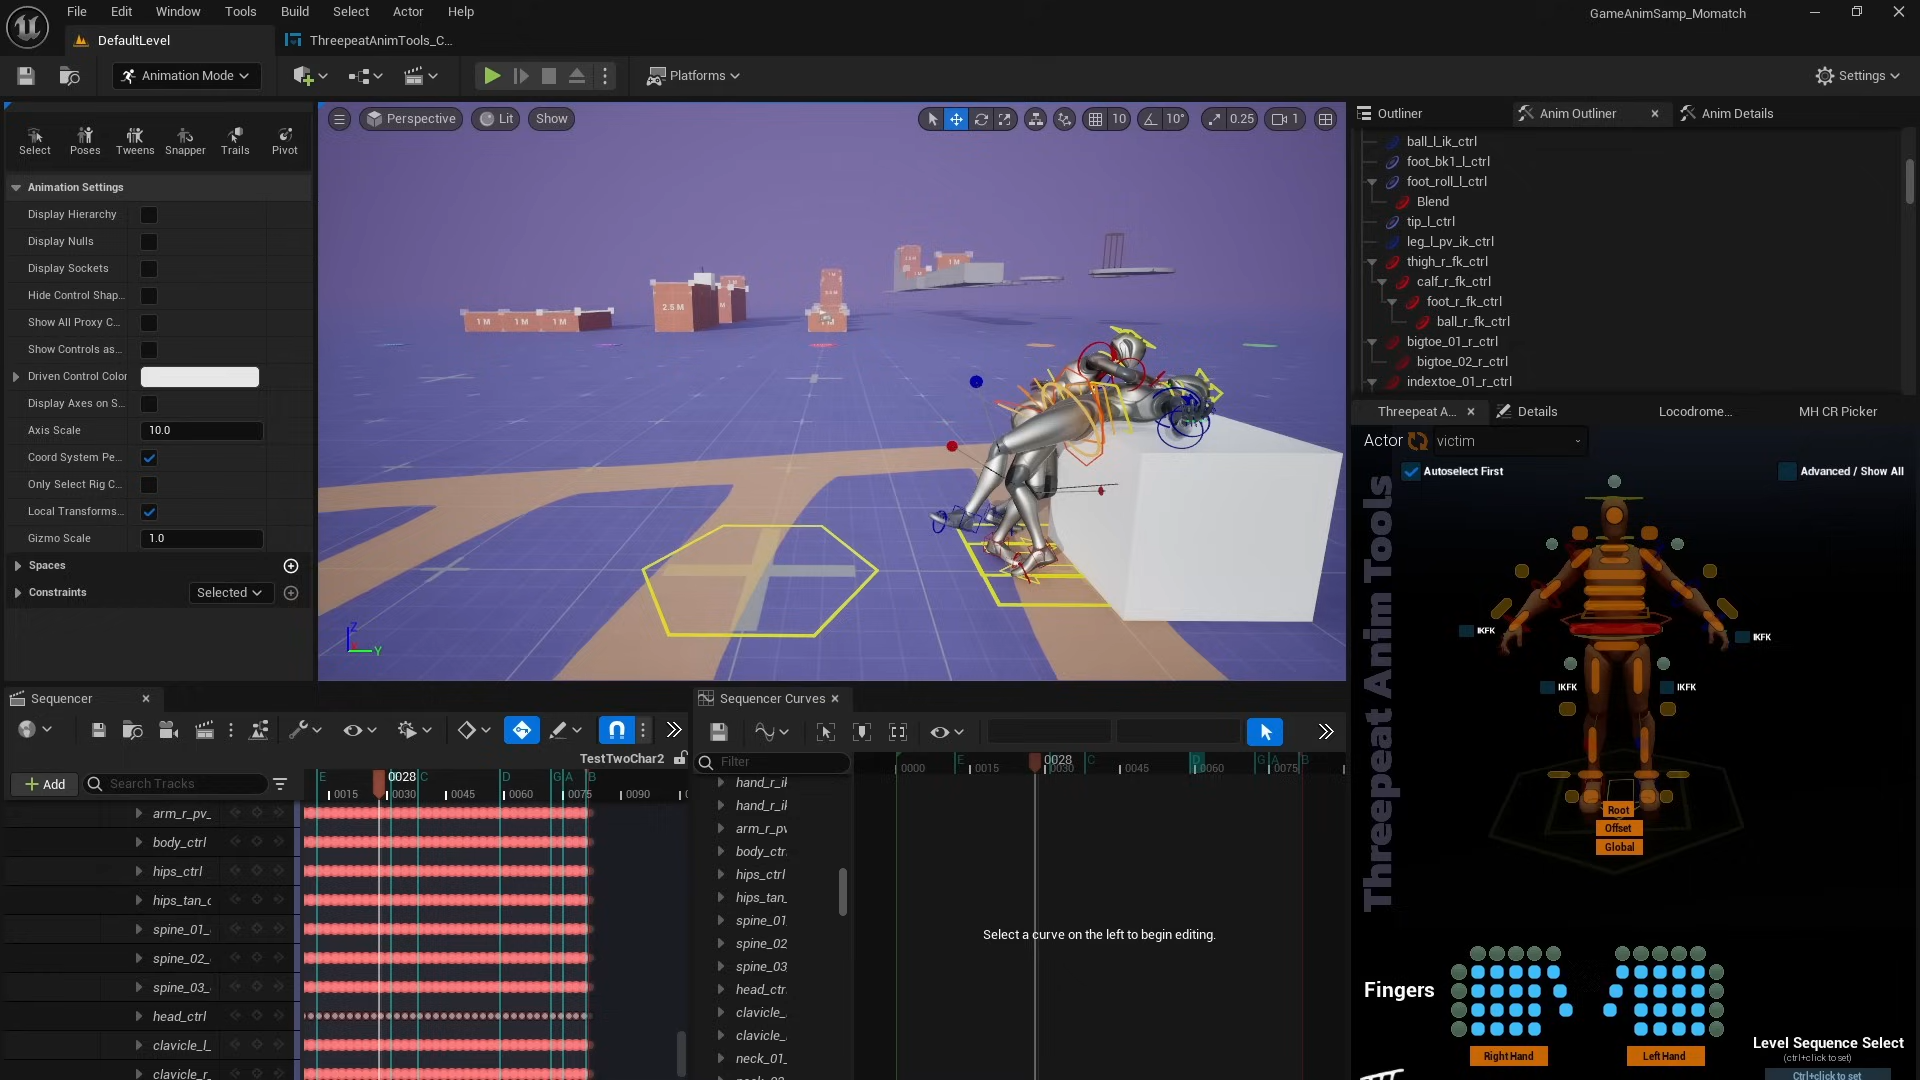 File Edit Window Tools Build Select Actor Help
GameAnimSamp_Momatch
DefaultLevel
ThreepeatAnimTools_C...
Animation Mode
Platforms
Settings
Select Poses Tweens Snapper Trails Pivot
Animation Settings
Display Hierarchy
Display Nulls
Display Sockets
Hide Control Shap...
Show All Proxy C...
Show Controls as...
Driven Control Color
Display Axes on S...
Axis Scale 10.0
Coord System Pe...
Only Select Rig C...
Local Transforms...
Gizmo Scale 1.0
Spaces
Constraints Selected
Perspective Lit Show
10 10° 0.25 1
1 M 1 M 1 M
2.5 M
1 M
Z
Y
Outliner Anim Outliner Anim Details
ball_l_ik_ctrl
foot_bk1_l_ctrl
foot_roll_l_ctrl
Blend
tip_l_ctrl
leg_l_pv_ik_ctrl
thigh_r_fk_ctrl
calf_r_fk_ctrl
foot_r_fk_ctrl
ball_r_fk_ctrl
bigtoe_01_r_ctrl
bigtoe_02_r_ctrl
indextoe_01_r_ctrl
Threepeat A... Details Locodrome... MH CR Picker
Actor victim
Autoselect First
Advanced / Show All
Threepeat Anim Tools
IKFK IKFK
IKFK IKFK
Root
Offset
Global
Fingers
Right Hand Left Hand
Level Sequence Select
(ctrl+click to set)
Ctrl+click to set
Sequencer
TestTwoChar2
Add Search Tracks
E 0028 C D G A B
0015 0030 0045 0060 0075 0090
arm_r_pv_
body_ctrl
hips_ctrl
hips_tan_c
spine_01_
spine_02_
spine_03_
head_ctrl
clavicle_l_
clavicle_r_
Sequencer Curves
Filter
E 0028 C D G A B
0000 0015 0030 0045 0060 0075
hand_r_ik
hand_r_ik
arm_r_pv
body_ctr
hips_ctrl
hips_tan_
spine_01
spine_02
spine_03
head_ctr
clavicle_
clavicle_
neck_01_
Select a curve on the left to begin editing.